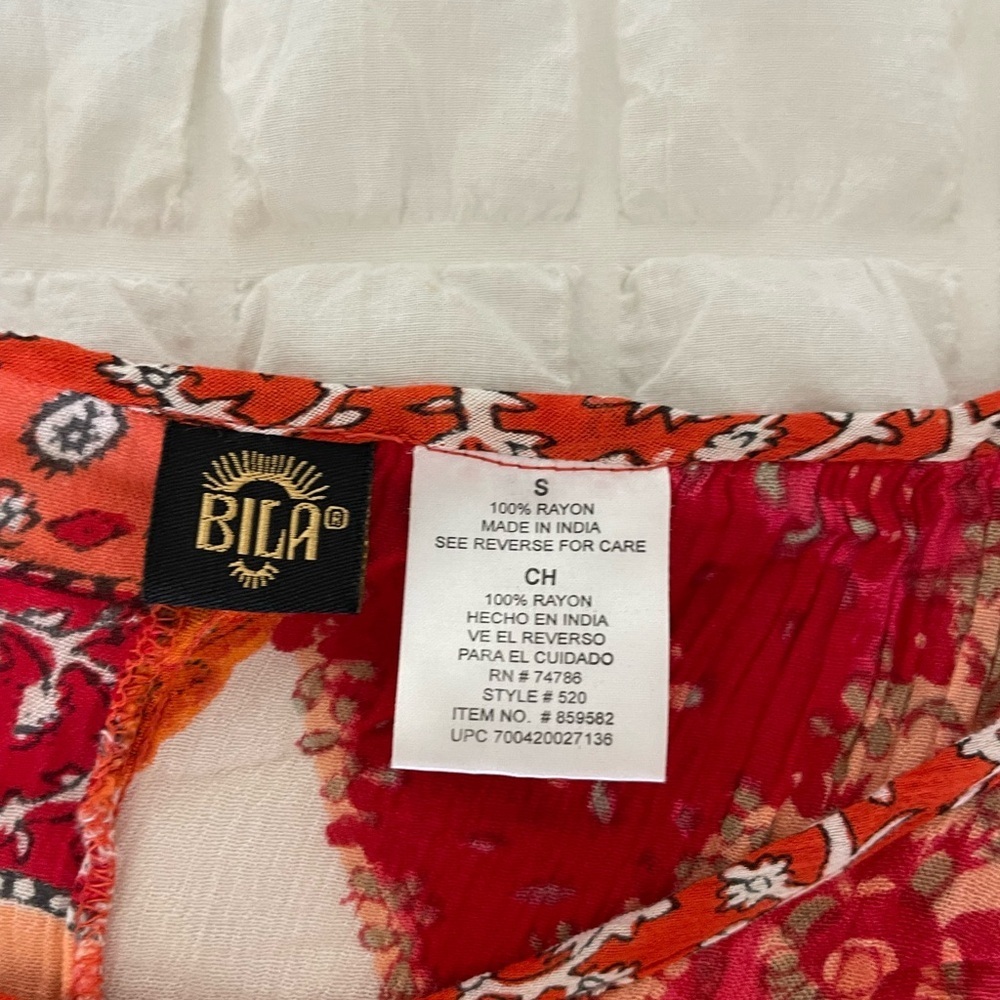 BILA®
S
100% RAYON
MADE IN INDIA
SEE REVERSE FOR CARE
CH
100% RAYON
HECHO EN INDIA
VE EL REVERSO
PARA EL CUIDADO
RN # 74786
STYLE # 520
ITEM NO. # 859582
UPC 700420027136